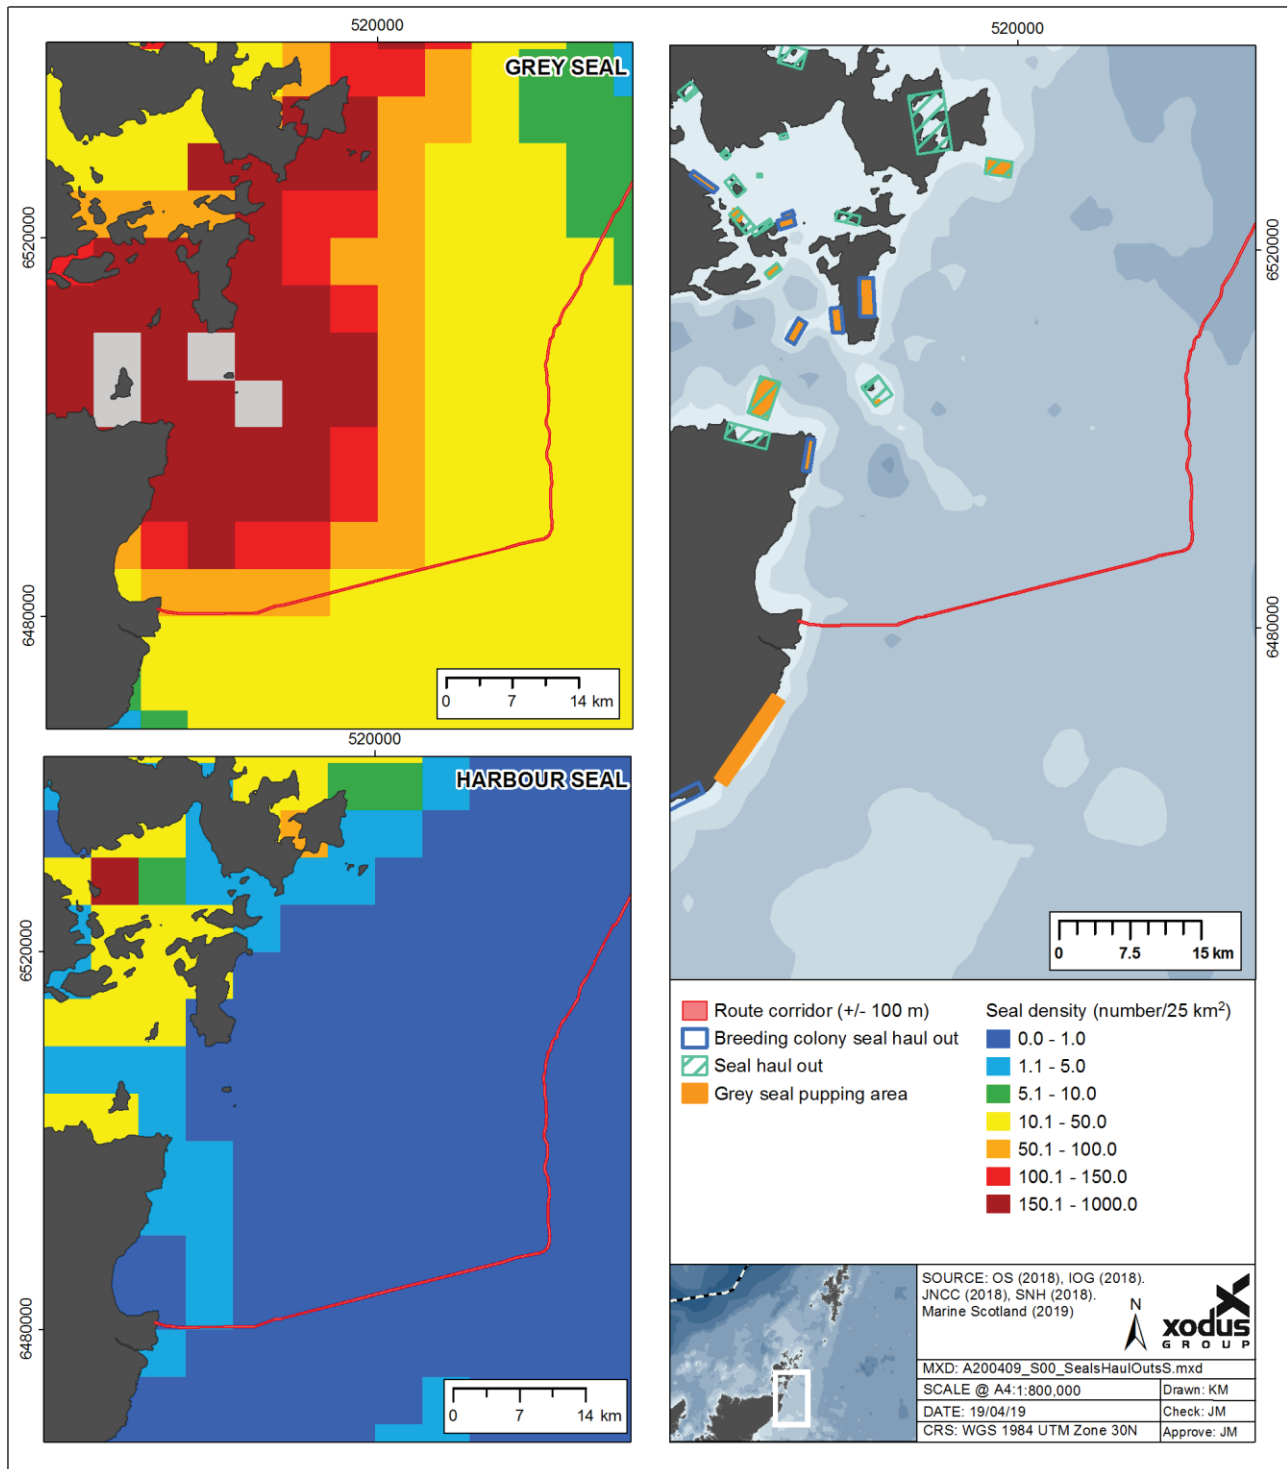 520000
GREY SEAL
6520000
6480000
0 7 14 km
520000
HARBOUR SEAL
6520000
6480000
0 7 14 km
520000
6520000
6480000
0 7.5 15 km
Route corridor (+/- 100 m)
Breeding colony seal haul out
Seal haul out
Grey seal pupping area
Seal density (number/25 km²)
0.0 - 1.0
1.1 - 5.0
5.1 - 10.0
10.1 - 50.0
50.1 - 100.0
100.1 - 150.0
150.1 - 1000.0
SOURCE: OS (2018), IOG (2018).
JNCC (2018), SNH (2018).
Marine Scotland (2019)
N
xodus
GROUP
MXD: A200409_S00_SealsHaulOutsS.mxd
SCALE @ A4:1:800,000
Drawn: KM
DATE: 19/04/19
Check: JM
CRS: WGS 1984 UTM Zone 30N
Approve: JM